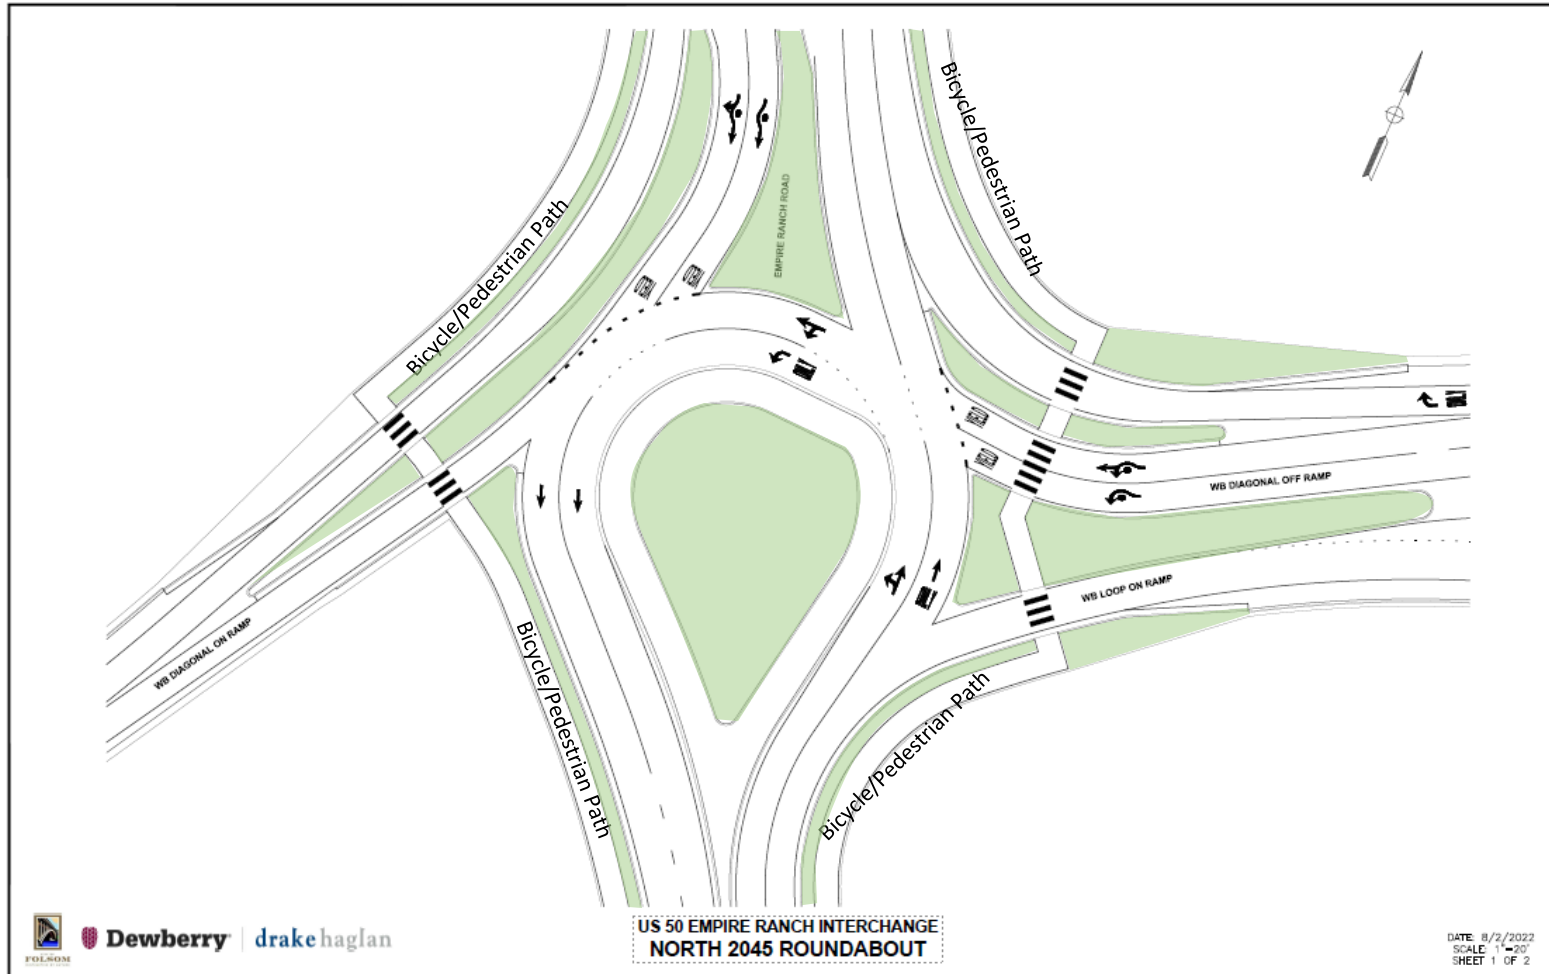 Bicycle/Pedestrian Path
Bicycle/Pedestrian Path
EMPIRE RANCH ROAD
WB DIAGONAL OFF RAMP
WB LOOP ON RAMP
WB DIAGONAL ON RAMP
Bicycle/Pedestrian Path
Bicycle/Pedestrian Path
FOLSOM
Dewberry
drakehaglan
US 50 EMPIRE RANCH INTERCHANGE
NORTH 2045 ROUNDABOUT
DATE: 8/2/2022
SCALE: 1"=20'
SHEET 1 OF 2